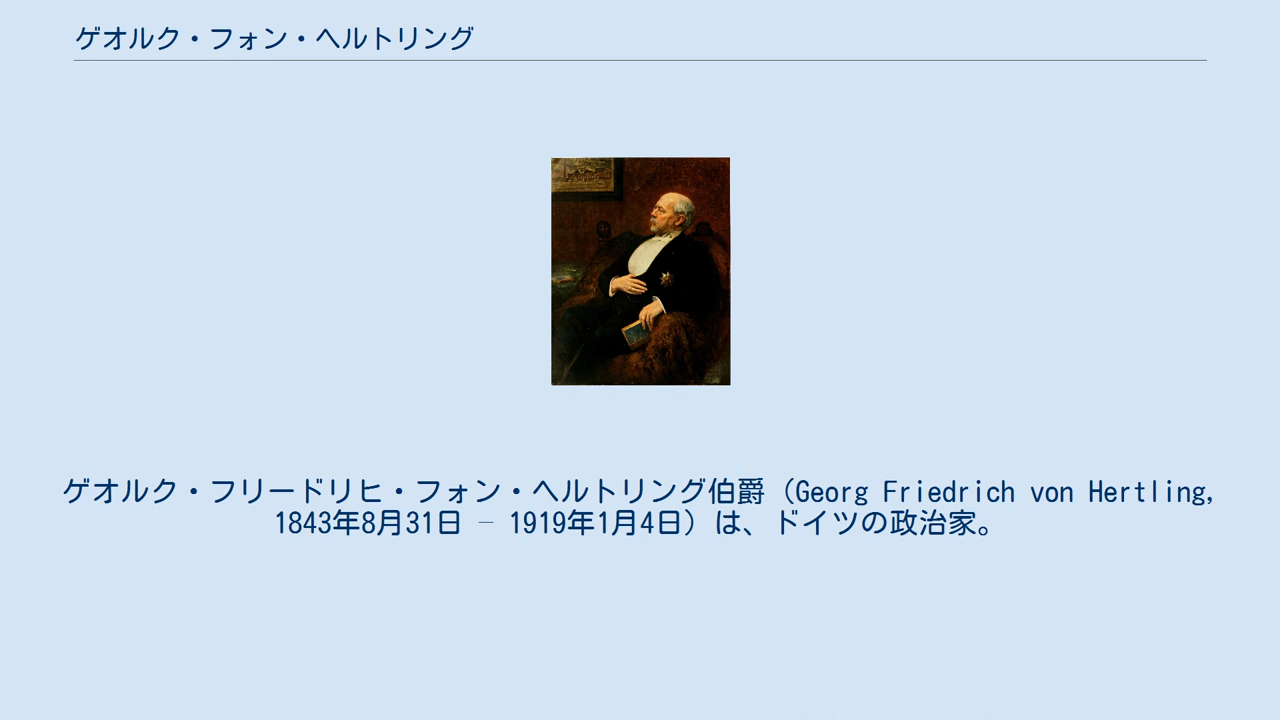 ゲオルク・フォン・ヘルトリング
ゲオルク・フリードリヒ・フォン・ヘルトリング伯爵（Georg Friedrich von Hertling,
1843年8月31日 – 1919年1月4日）は、ドイツの政治家。